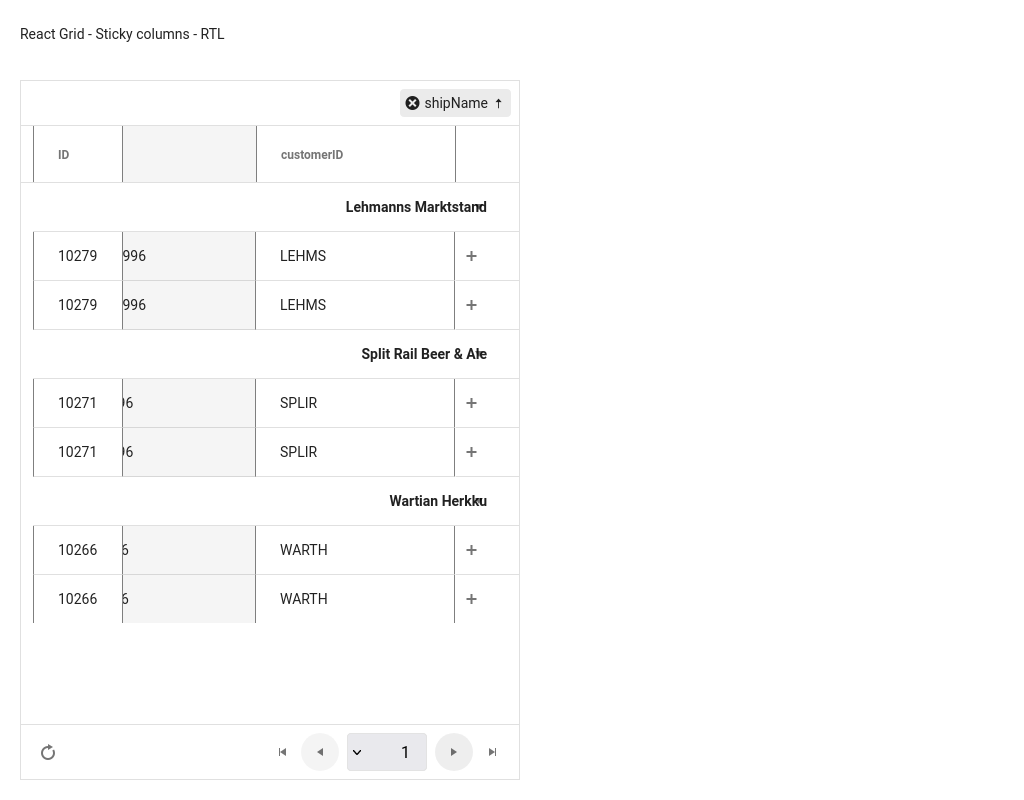 React Grid - Sticky columns - RTL
shipName
ID customerID
Lehmanns Marktstand
10279 996 LEHMS +
10279 996 LEHMS +
Split Rail Beer & Ale
10271 96 SPLIR +
10271 96 SPLIR +
Wartian Herkku
10266 6 WARTH +
10266 6 WARTH +
1